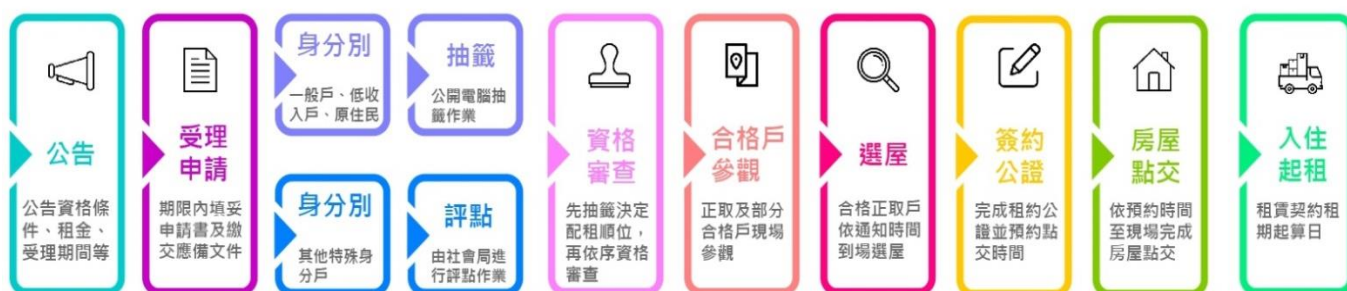 公告
公告資格條
件、租金、
受理期間等
受理
申請
期限內填妥
申請書及繳
交應備文件
身分別
一般戶、低收
入戶、原住民
抽籤
公開電腦抽
籤作業
身分別
其他特殊身
分戶
評點
由社會局進
行評點作業
資格
審查
先抽籤決定
配租順位，
再依序資格
審查
合格戶
參觀
正取及部分
合格戶現場
參觀
選屋
合格正取戶
依通知時間
到場選屋
簽約
公證
完成租約公
證並預約點
交時間
房屋
點交
依預約時間
至現場完成
房屋點交
入住
起租
租賃契約租
期起算日